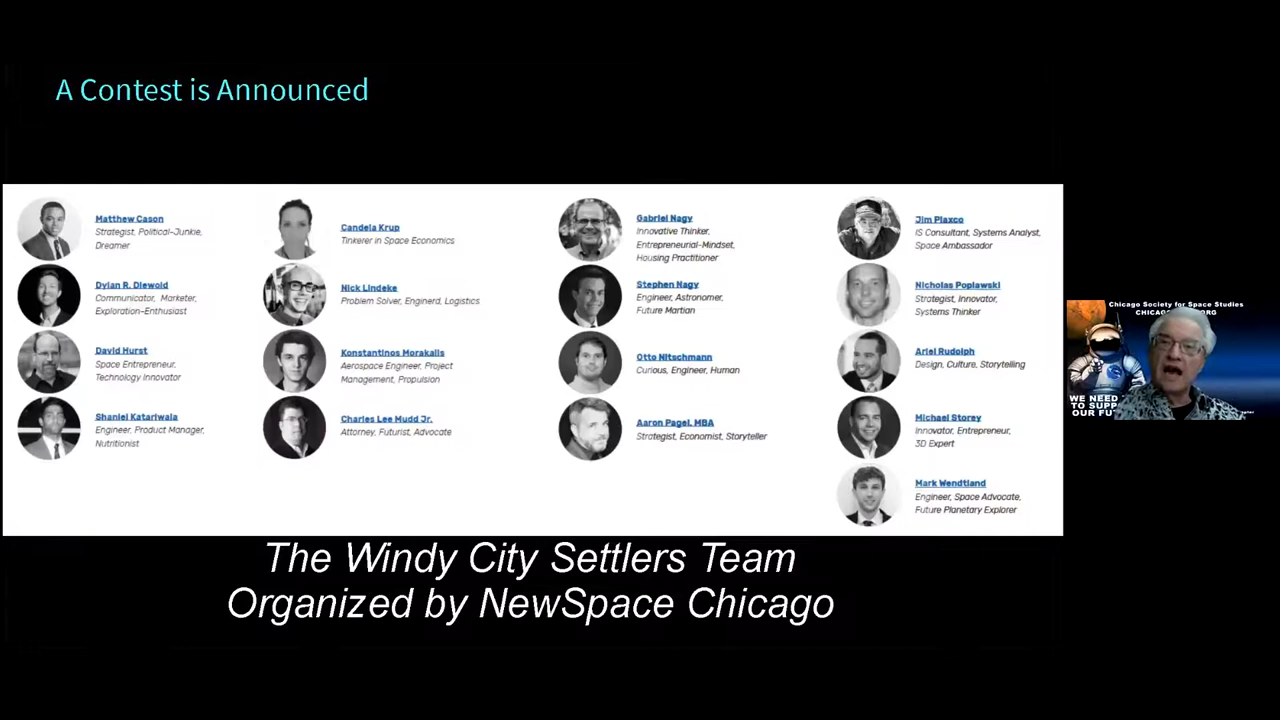 A Contest is Announced
Matthew Cason
Strategist, Political-Junkie,
Dreamer
Dylan R. Diewold
Communicator, Marketer,
Exploration-Enthusiast
David Hurst
Space Entrepreneur,
Technology Innovator
Shaniel Katariwala
Engineer, Product Manager,
Nutritionist
Candela Krup
Tinkerer in Space Economics
Nick Lindeke
Problem Solver, Enginerd, Logistics
Konstantinos Morakalis
Aerospace Engineer, Project
Management, Propulsion
Charles Lee Mudd Jr.
Attorney, Futurist, Advocate
Gabriel Nagy
Innovative Thinker,
Entrepreneurial-Mindset,
Housing Practitioner
Stephen Nagy
Engineer, Astronomer,
Future Martian
Otto Nitschmann
Curious, Engineer, Human
Aaron Pagel, MBA
Strategist, Economist, Storyteller
Jim Plaxco
IS Consultant, Systems Analyst,
Space Ambassador
Nicholas Poplawski
Strategist, Innovator,
Systems Thinker
Ariel Rudolph
Design, Culture, Storytelling
Michael Storey
Innovator, Entrepreneur,
3D Expert
Mark Wendtland
Engineer, Space Advocate,
Future Planetary Explorer
The Windy City Settlers Team
Organized by NewSpace Chicago
Chicago Society for Space Studies
WE NEED
TO SUPP
OUR FU